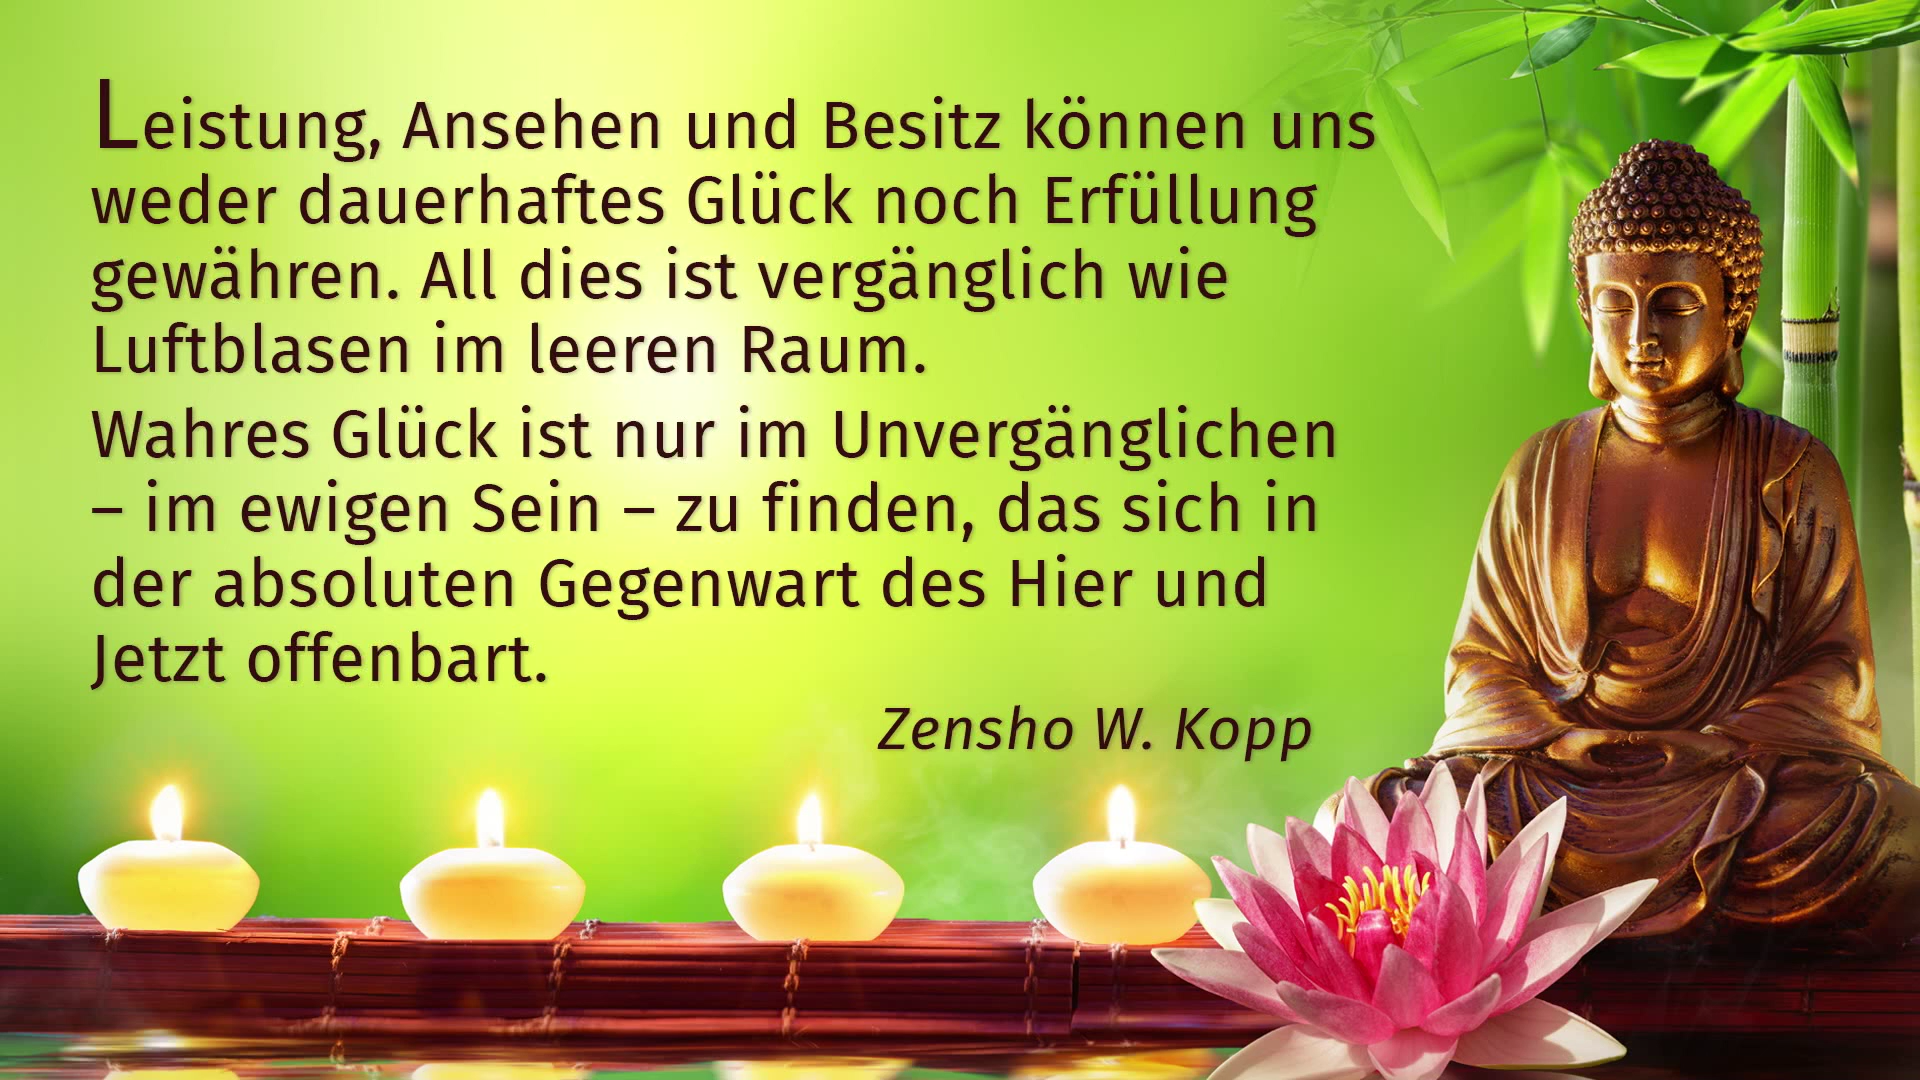 Leistung, Ansehen und Besitz können uns
weder dauerhaftes Glück noch Erfüllung
gewähren. All dies ist vergänglich wie
Luftblasen im leeren Raum.
Wahres Glück ist nur im Unvergänglichen
– im ewigen Sein – zu finden, das sich in
der absoluten Gegenwart des Hier und
Jetzt offenbart.
Zensho W. Kopp